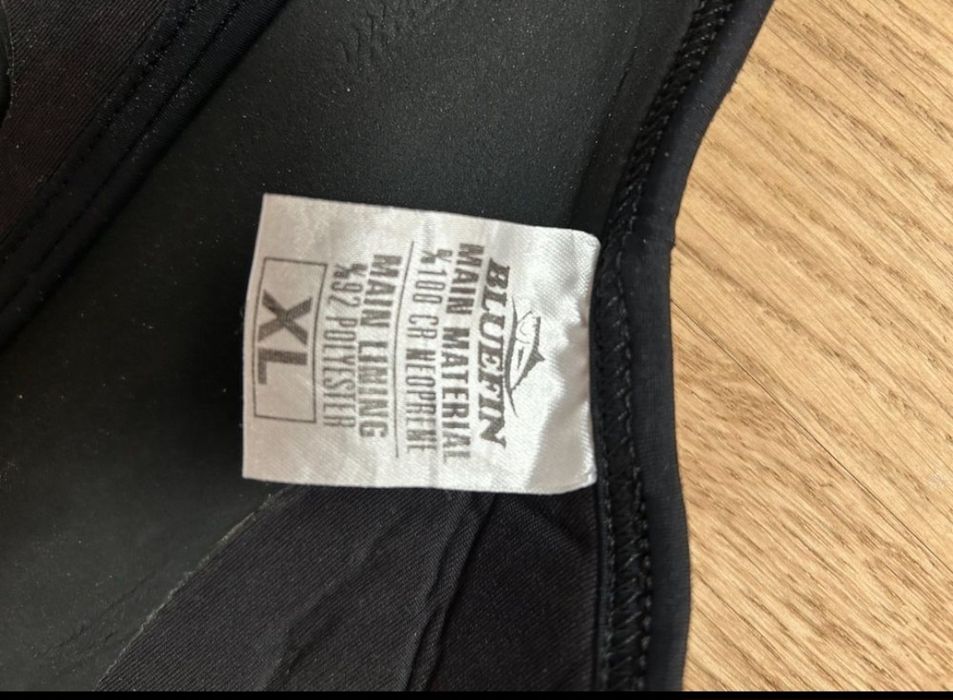 BLUEFIN
MAIN MATERIAL
%100 CR NEOPRENE
MAIN LINING
%92 POLYESTER
XL